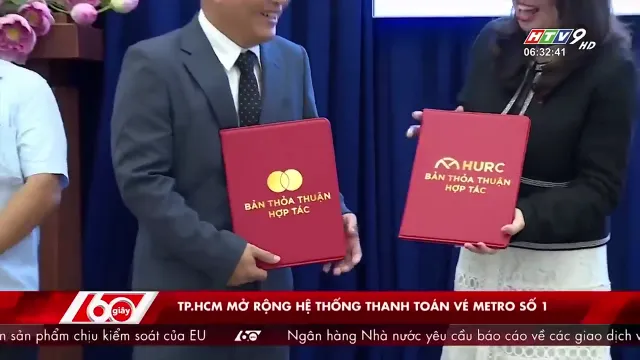 HTV9 HD
06:32:41
BẢN THỎA THUẬN
HỢP TÁC
HURC
BẢN THỎA THUẬN
HỢP TÁC
60 giây
TP.HCM MỞ RỘNG HỆ THỐNG THANH TOÁN VÉ METRO SỐ 1
n sản phẩm chịu kiểm soát của EU 60 Ngân hàng Nhà nước yêu cầu báo cáo về các giao dịch v